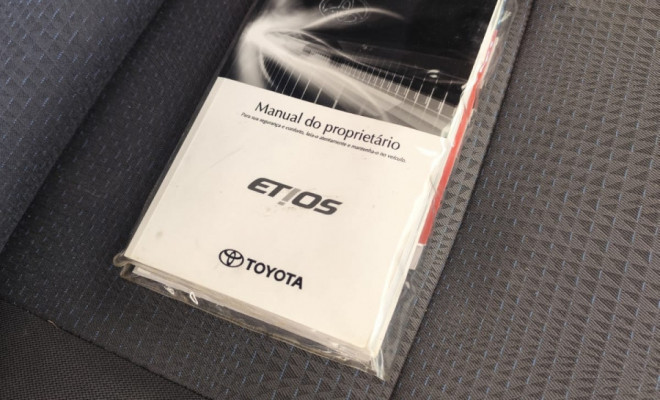 Manual do proprietário
Para sua segurança e conforto, leia-o atentamente e mantenha-o no veículo.
ETIOS
TOYOTA